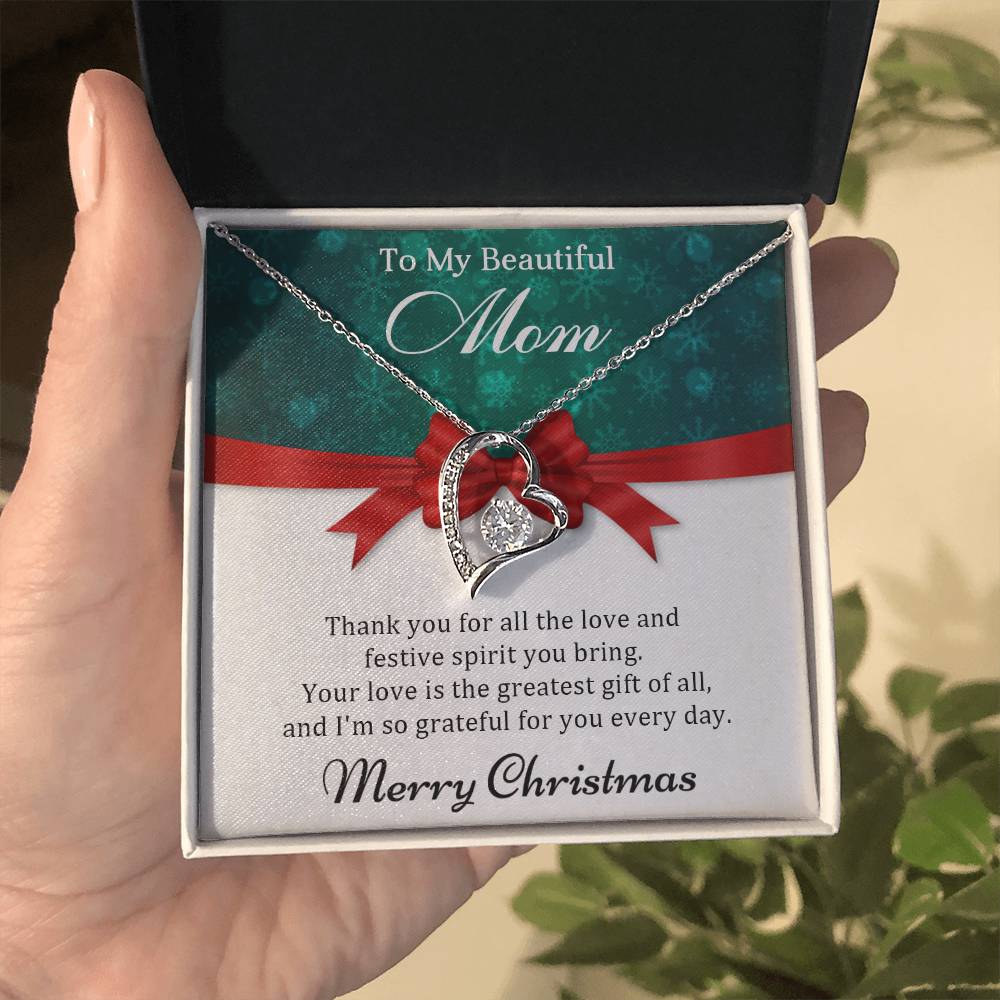 To My Beautiful
Mom
Thank you for all the love and
festive spirit you bring.
Your love is the greatest gift of all,
and I'm so grateful for you every day.
Merry Christmas